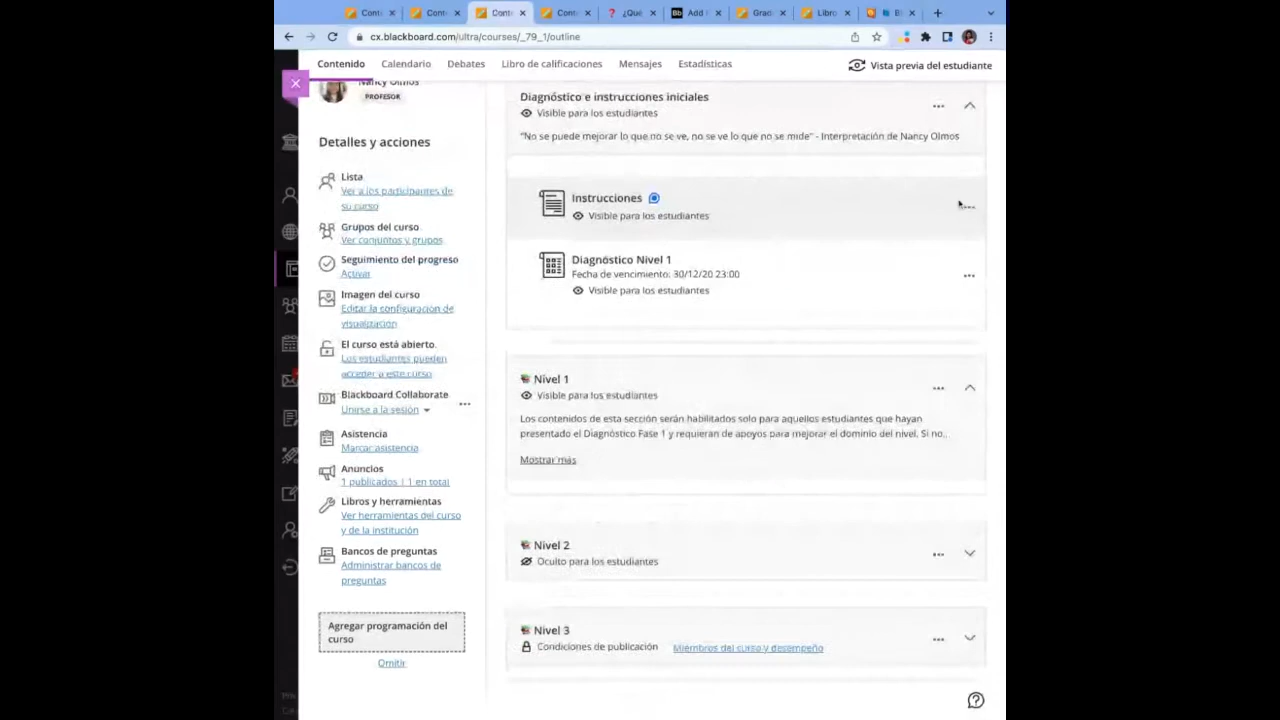 Conte
Conte
Conte
Conte
¿Que
Add
Grad
Libro
cx.blackboard.com/ultra/courses/_79_1/outline
Contenido
Calendario
Debates
Libro de calificaciones
Mensajes
Estadísticas
Vista previa del estudiante
Nancy Olmos
PROFESOR
Detalles y acciones
Lista
Ver a los participantes de
su curso
Grupos del curso
Ver conjuntos y grupos
Seguimiento del progreso
Activar
Imagen del curso
Editar la configuración de
visualización
El curso está abierto.
Los estudiantes pueden
acceder a este curso
Blackboard Collaborate
Unirse a la sesión
Asistencia
Marcar asistencia
Anuncios
1 publicados | 1 en total
Libros y herramientas
Ver herramientas del curso
y de la institución
Bancos de preguntas
Administrar bancos de
preguntas
Agregar programación del
curso
Omitir
Diagnóstico e instrucciones iniciales
Visible para los estudiantes
"No se puede mejorar lo que no se ve, no se ve lo que no se mide" - Interpretación de Nancy Olmos
Instrucciones
Visible para los estudiantes
Diagnóstico Nivel 1
Fecha de vencimiento: 30/12/20 23:00
Visible para los estudiantes
Nivel 1
Visible para los estudiantes
Los contenidos de esta sección serán habilitados solo para aquellos estudiantes que hayan
presentado el Diagnóstico Fase 1 y requieran de apoyos para mejorar el dominio del nivel. Si no...
Mostrar más
Nivel 2
Oculto para los estudiantes
Nivel 3
Condiciones de publicación
Miembros del curso y desempeño